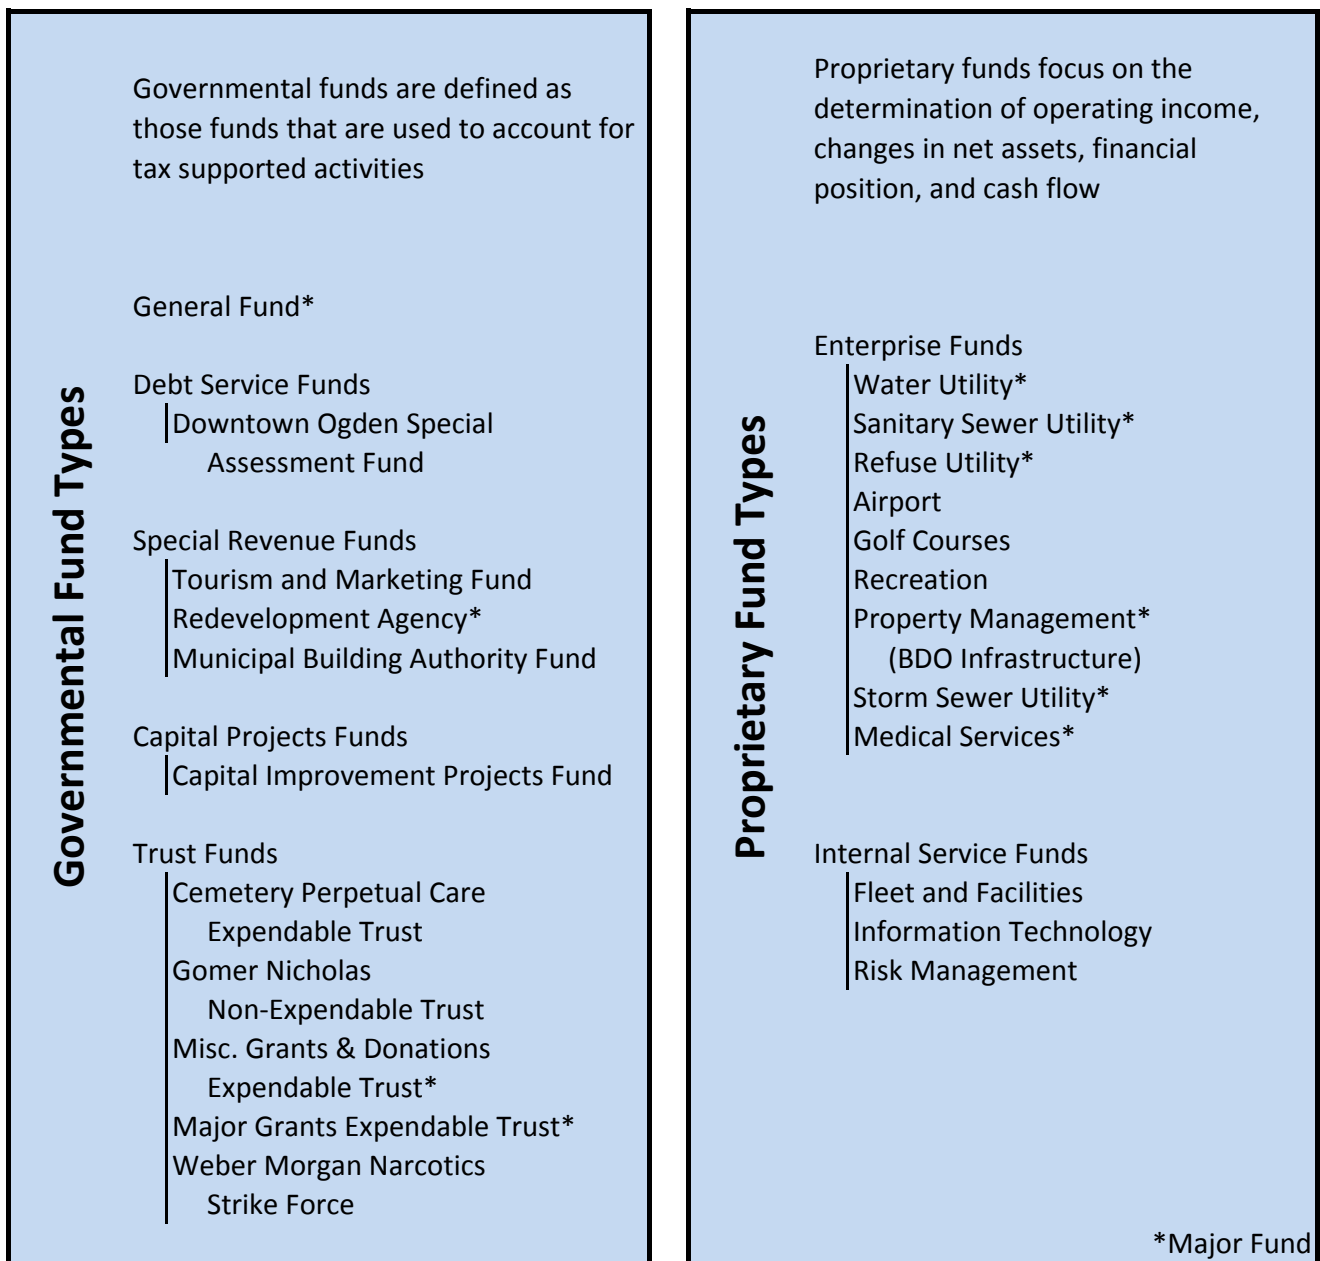 Governmental Fund Types
Governmental funds are defined as
those funds that are used to account for
tax supported activities
General Fund*
Debt Service Funds
Downtown Ogden Special
Assessment Fund
Special Revenue Funds
Tourism and Marketing Fund
Redevelopment Agency*
Municipal Building Authority Fund
Capital Projects Funds
Capital Improvement Projects Fund
Trust Funds
Cemetery Perpetual Care
Expendable Trust
Gomer Nicholas
Non-Expendable Trust
Misc. Grants & Donations
Expendable Trust*
Major Grants Expendable Trust*
Weber Morgan Narcotics
Strike Force
Proprietary Fund Types
Proprietary funds focus on the
determination of operating income,
changes in net assets, financial
position, and cash flow
Enterprise Funds
Water Utility*
Sanitary Sewer Utility*
Refuse Utility*
Airport
Golf Courses
Recreation
Property Management*
(BDO Infrastructure)
Storm Sewer Utility*
Medical Services*
Internal Service Funds
Fleet and Facilities
Information Technology
Risk Management
*Major Fund